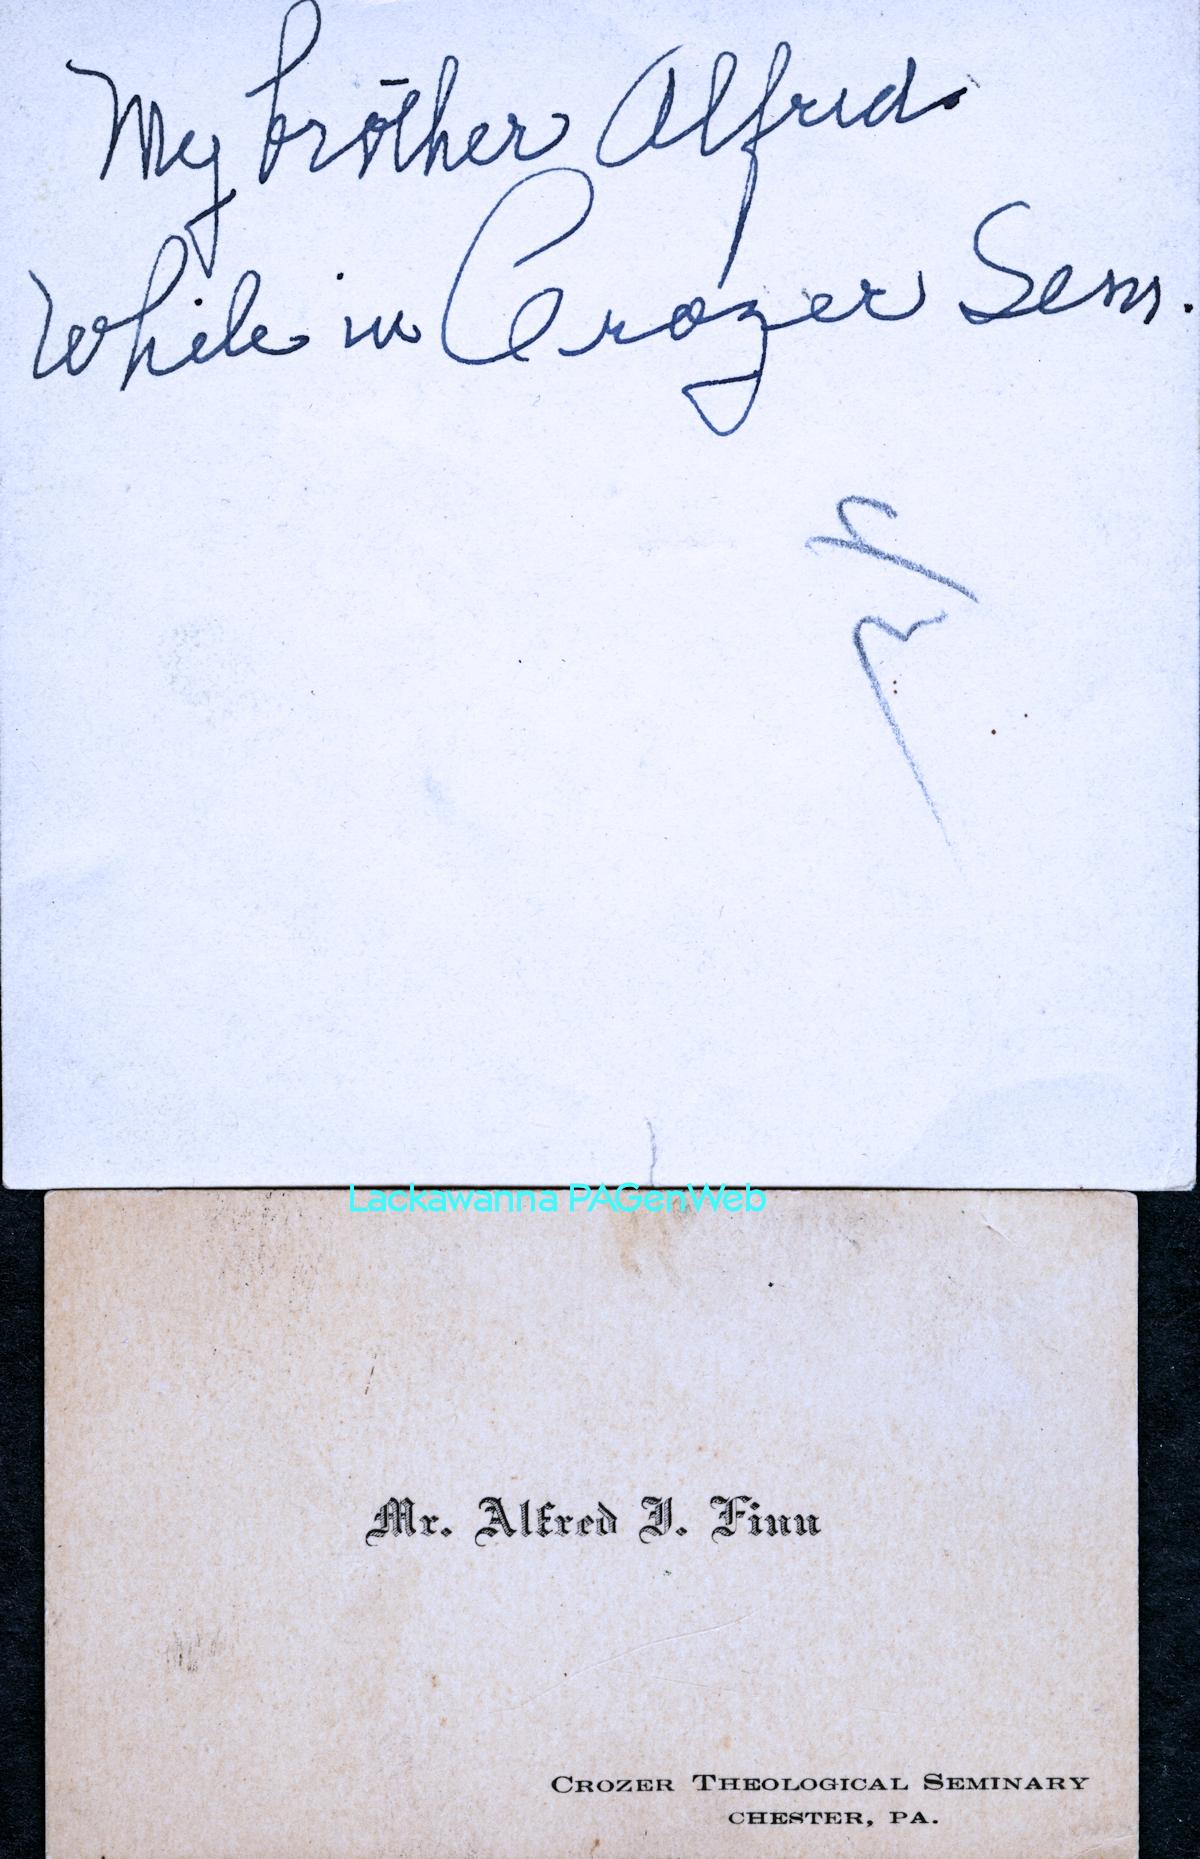 My brother Alfred.
While in Crozer Sem.
Lackawanna PAGenWeb
Mr. Alfred J. Finn
CROZER THEOLOGICAL SEMINARY
CHESTER, PA.